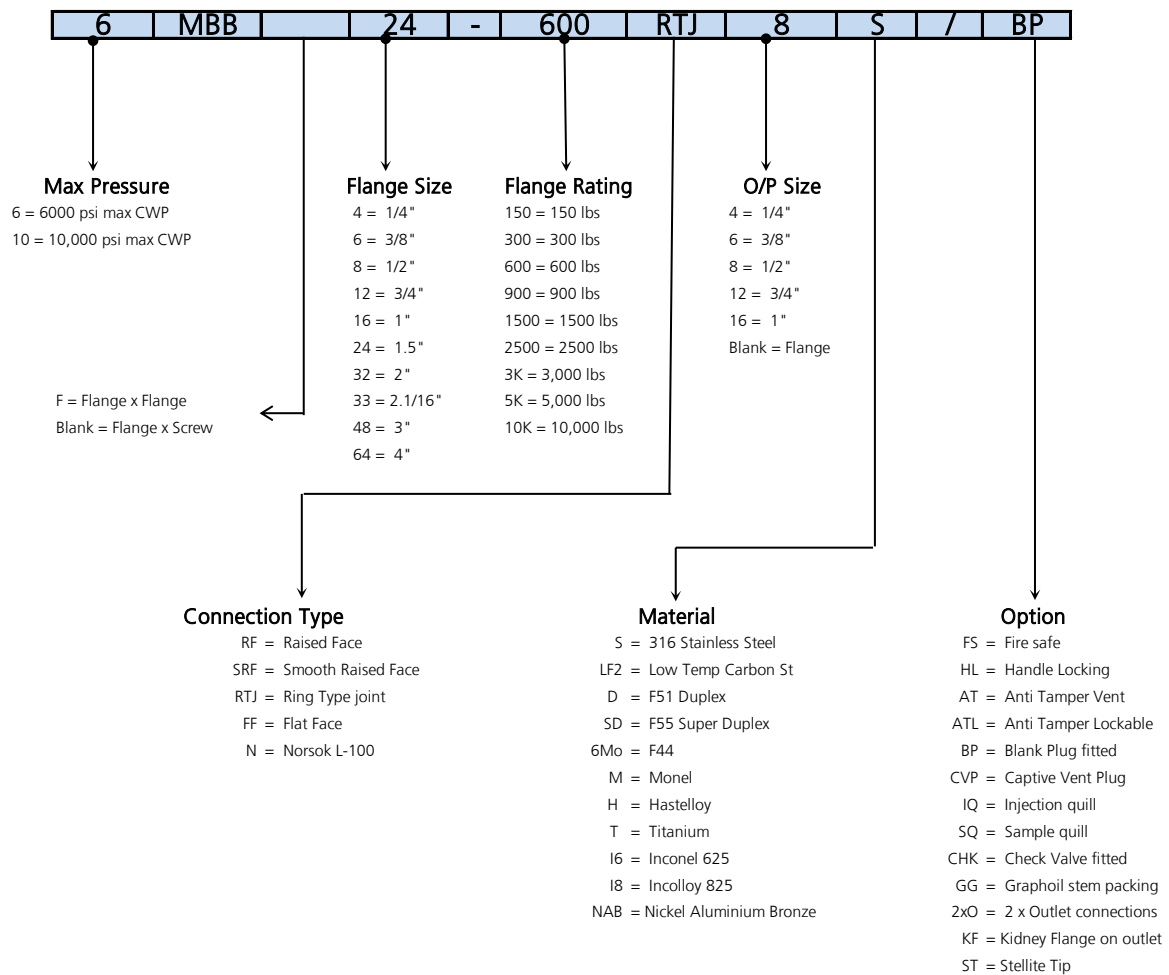 6 MBB 24 - 600 RTJ 8 S / BP
Max Pressure
6 = 6000 psi max CWP
10 = 10,000 psi max CWP
F = Flange x Flange
Blank = Flange x Screw
Flange Size
4 = 1/4"
6 = 3/8"
8 = 1/2"
12 = 3/4"
16 = 1"
24 = 1.5"
32 = 2"
33 = 2.1/16"
48 = 3"
64 = 4"
Flange Rating
150 = 150 lbs
300 = 300 lbs
600 = 600 lbs
900 = 900 lbs
1500 = 1500 lbs
2500 = 2500 lbs
3K = 3,000 lbs
5K = 5,000 lbs
10K = 10,000 lbs
O/P Size
4 = 1/4"
6 = 3/8"
8 = 1/2"
12 = 3/4"
16 = 1"
Blank = Flange
Connection Type
RF = Raised Face
SRF = Smooth Raised Face
RTJ = Ring Type joint
FF = Flat Face
N = Norsok L-100
Material
S = 316 Stainless Steel
LF2 = Low Temp Carbon St
D = F51 Duplex
SD = F55 Super Duplex
6Mo = F44
M = Monel
H = Hastelloy
T = Titanium
I6 = Inconel 625
I8 = Incolloy 825
NAB = Nickel Aluminium Bronze
Option
FS = Fire safe
HL = Handle Locking
AT = Anti Tamper Vent
ATL = Anti Tamper Lockable
BP = Blank Plug fitted
CVP = Captive Vent Plug
IQ = Injection quill
SQ = Sample quill
CHK = Check Valve fitted
GG = Graphoil stem packing
2xO = 2 x Outlet connections
KF = Kidney Flange on outlet
ST = Stellite Tip